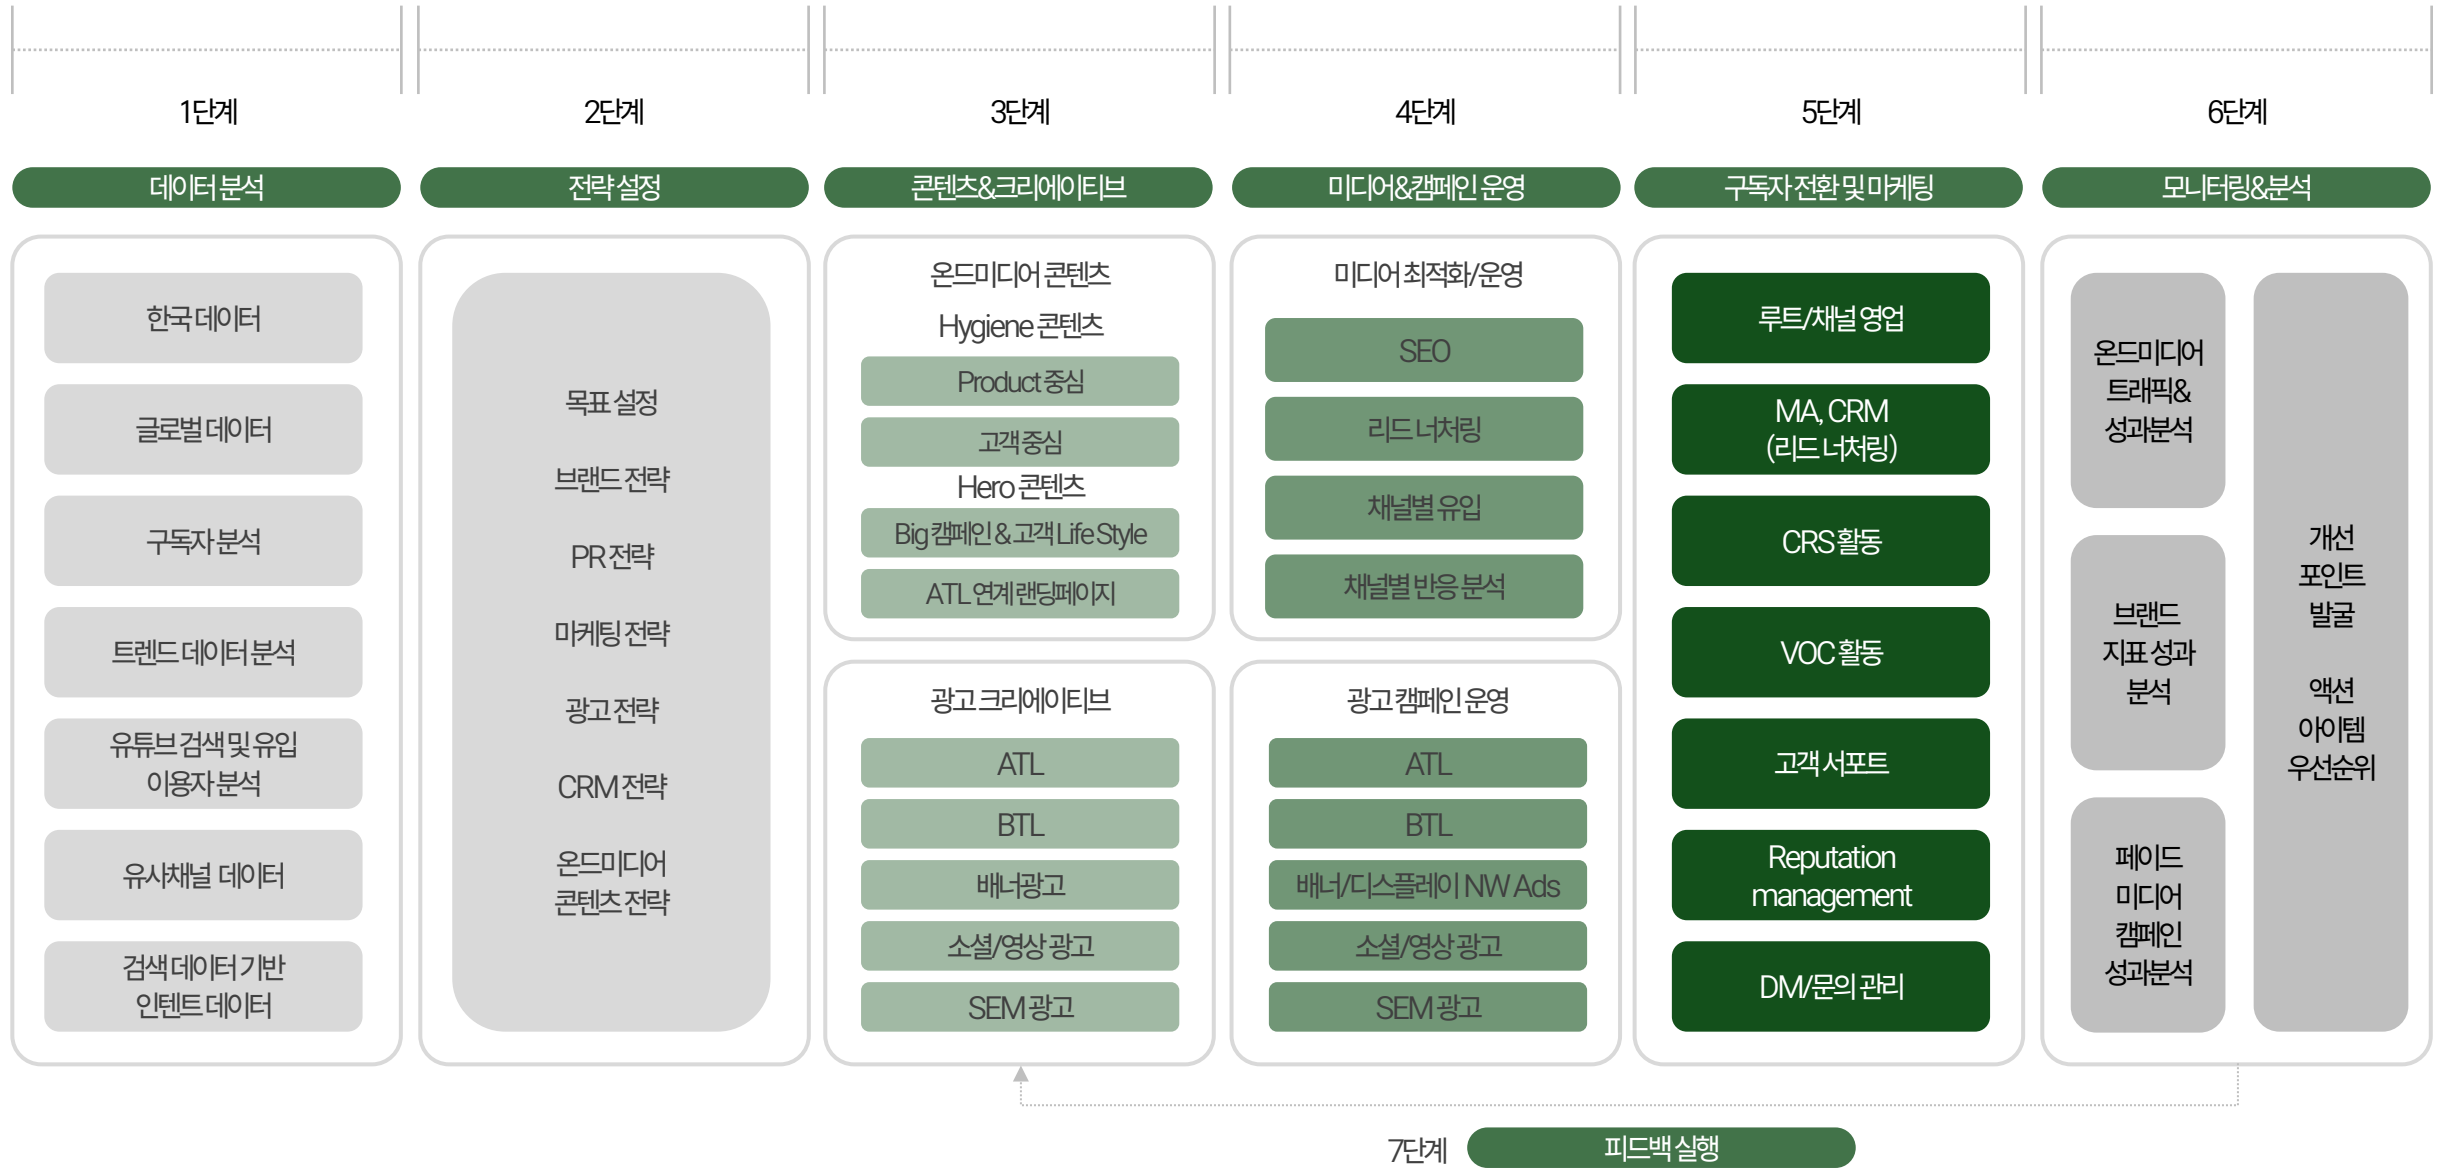 1단계
데이터 분석
한국 데이터
글로벌 데이터
구독자 분석
트렌드 데이터 분석
유튜브 검색 및 유입
이용자 분석
유사채널 데이터
검색 데이터 기반
인텐트 데이터
2단계
전략 설정
목표 설정
브랜드 전략
PR 전략
마케팅 전략
광고 전략
CRM 전략
온드미디어
콘텐츠 전략
3단계
콘텐츠&크리에이티브
온드미디어 콘텐츠
Hygiene 콘텐츠
Product 중심
고객 중심
Hero 콘텐츠
Big 캠페인 & 고객 Life Style
ATL 연계 랜딩페이지
광고 크리에이티브
ATL
BTL
배너광고
소셜/영상 광고
SEM 광고
4단계
미디어&캠페인 운영
미디어 최적화/운영
SEO
리드 너처링
채널별 유입
채널별 반응 분석
광고 캠페인 운영
ATL
BTL
배너/디스플레이 NW Ads
소셜/영상 광고
SEM 광고
5단계
구독자 전환 및 마케팅
루트/채널 영업
MA, CRM
(리드 너처링)
CRS 활동
VOC 활동
고객 서포트
Reputation
management
DM/문의 관리
6단계
모니터링&분석
온드미디어
트래픽&
성과분석
브랜드
지표 성과
분석
페이드
미디어
캠페인
성과분석
개선
포인트
발굴
액션
아이템
우선순위
7단계
피드백 실행